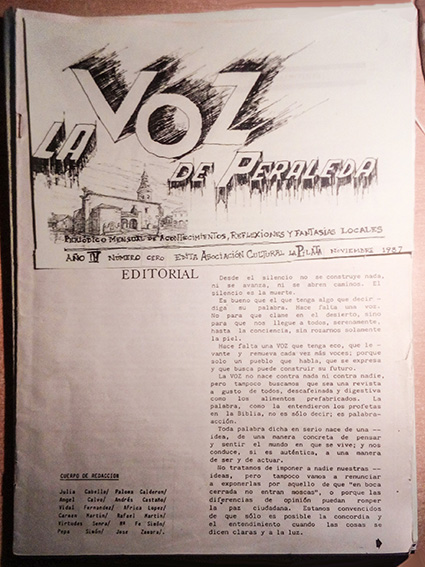 LA VOZ
DE PERALEDA
PERIÓDICO MENSUAL DE ACONTECIMIENTOS, REFLEXIONES Y FANTASÍAS LOCALES
AÑO IV NÚMERO CERO EDITA ASOCIACIÓN CULTURAL LA PILATA NOVIEMBRE 1987
EDITORIAL
Desde el silencio no se construye nada,
ni se avanza, ni se abren caminos. El
silencio es la muerte.
Es bueno que el que tenga algo que decir -
diga su palabra. Hace falta una voz.
No para que clame en el desierto, sino
para que nos llegue a todos, serenamente,
hasta la conciencia, sin rozarnos solamente
la piel.
Hace falta una VOZ que tenga eco, que le-
vante y remueva cada vez más voces; porque
solo un pueblo que habla, que se expresa
y que busca puede construir su futuro.
La VOZ no nace contra nada ni contra nadie,
pero tampoco buscamos que sea una revista
a gusto de todos, descafeinada y digestiva
como los alimentos prefabricados. La
palabra, como la entendieron los profetas
en la Biblia, no es sólo decir; es palabra-
acción.
Toda palabra dicha en serio nace de una --
idea, de una manera concreta de pensar
y sentir el mundo en que se vive; y nos
conduce, si es auténtica, a una manera
de ser y de actuar.
No tratamos de imponer a nadie nuestras --
ideas, pero tampoco vamos a renunciar
a exponerlas por aquello de que "en boca
cerrada no entran moscas", o porque las
diferencias de opinión puedan romper
la paz ciudadana. Estamos convencidos
de que sólo es posible la concordia y
el entendimiento cuando las cosas se
dicen claras y a la luz.
CUERPO DE REDACCION
Julia Cabello/ Paloma Calderon/
Angel Calvo/ Andrés Castaño/
Vidal Fernandez/ Africa Lopez/
Carmen Martin/ Rafael Martin/
Virtudes Senra/ Mª Fe Simón/
Pepe Simón/ Jose Zamora/.